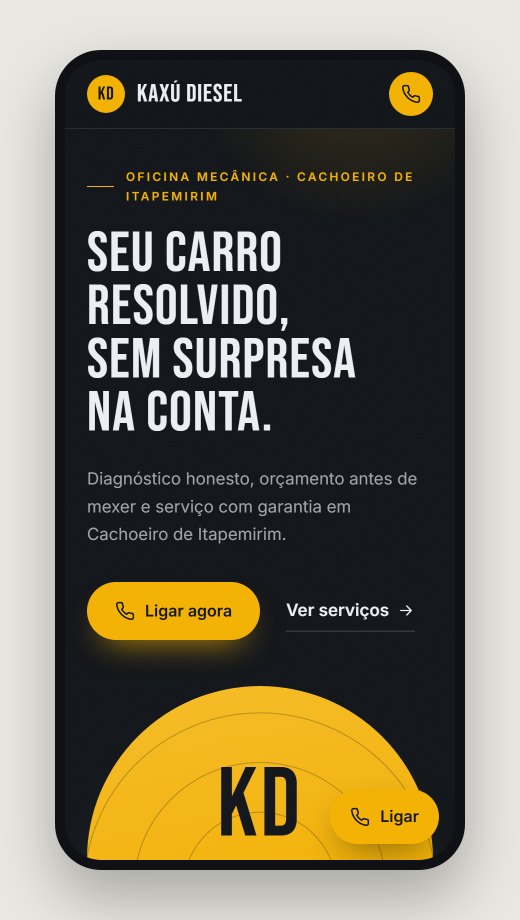 KD KAXÚ DIESEL
OFICINA MECÂNICA · CACHOEIRO DE
ITAPEMIRIM
SEU CARRO
RESOLVIDO,
SEM SURPRESA
NA CONTA.
Diagnóstico honesto, orçamento antes de
mexer e serviço com garantia em
Cachoeiro de Itapemirim.
Ligar agora
Ver serviços →
KD
Ligar